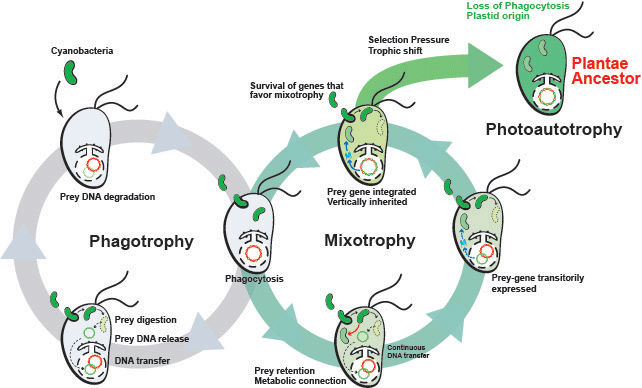 Loss of Phagocytosis
Plastid origin
Selection Pressure
Trophic shift
Cyanobacteria
Plantae
Ancestor
Survival of genes that
favor mixotrophy
Photoautotrophy
Prey DNA degradation
Prey gene integrated
Vertically inherited
Phagotrophy
Mixotrophy
Phagocytosis
Prey-gene transitorily
expressed
Prey digestion
Prey DNA release
DNA transfer
Continuous
DNA transfer
Prey retention
Metabolic connection